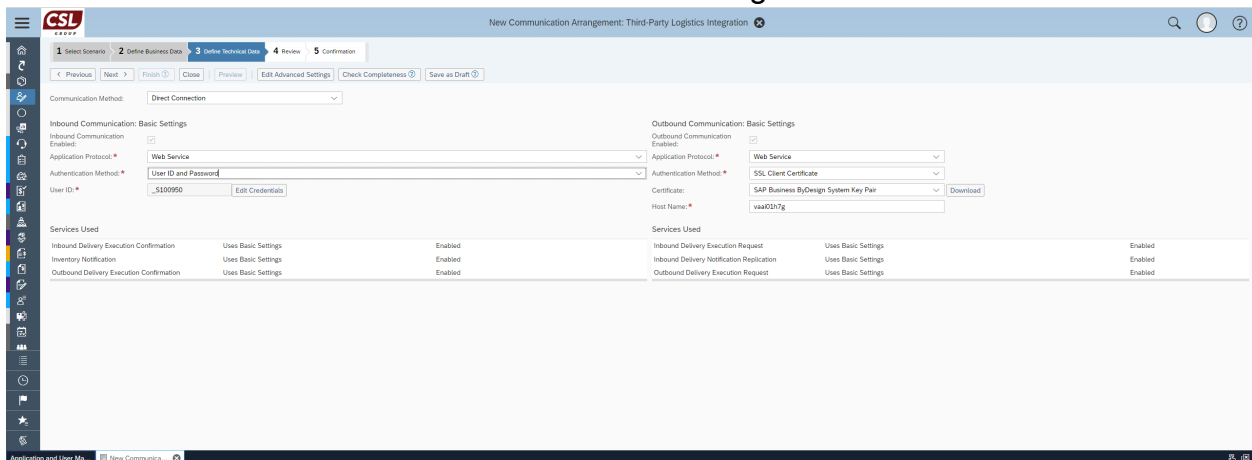 CSL
GROUP
New Communication Arrangement: Third-Party Logistics Integration
1 Select Scenario 2 Define Business Data 3 Define Technical Data 4 Review 5 Confirmation
< Previous Next > Finish Close Preview Edit Advanced Settings Check Completeness Save as Draft
Communication Method: Direct Connection
Inbound Communication: Basic Settings
Inbound Communication
Enabled:
Application Protocol:* Web Service
Authentication Method:* User ID and Password
User ID:* _S100950 Edit Credentials
Services Used
Inbound Delivery Execution Confirmation Uses Basic Settings Enabled
Inventory Notification Uses Basic Settings Enabled
Outbound Delivery Execution Confirmation Uses Basic Settings Enabled
Outbound Communication: Basic Settings
Outbound Communication
Enabled:
Application Protocol:* Web Service
Authentication Method:* SSL Client Certificate
Certificate: SAP Business ByDesign System Key Pair Download
Host Name:* vaai01h7g
Services Used
Inbound Delivery Execution Request Uses Basic Settings Enabled
Inbound Delivery Notification Replication Uses Basic Settings Enabled
Outbound Delivery Execution Request Uses Basic Settings Enabled
Application and User Ma... New Communica...